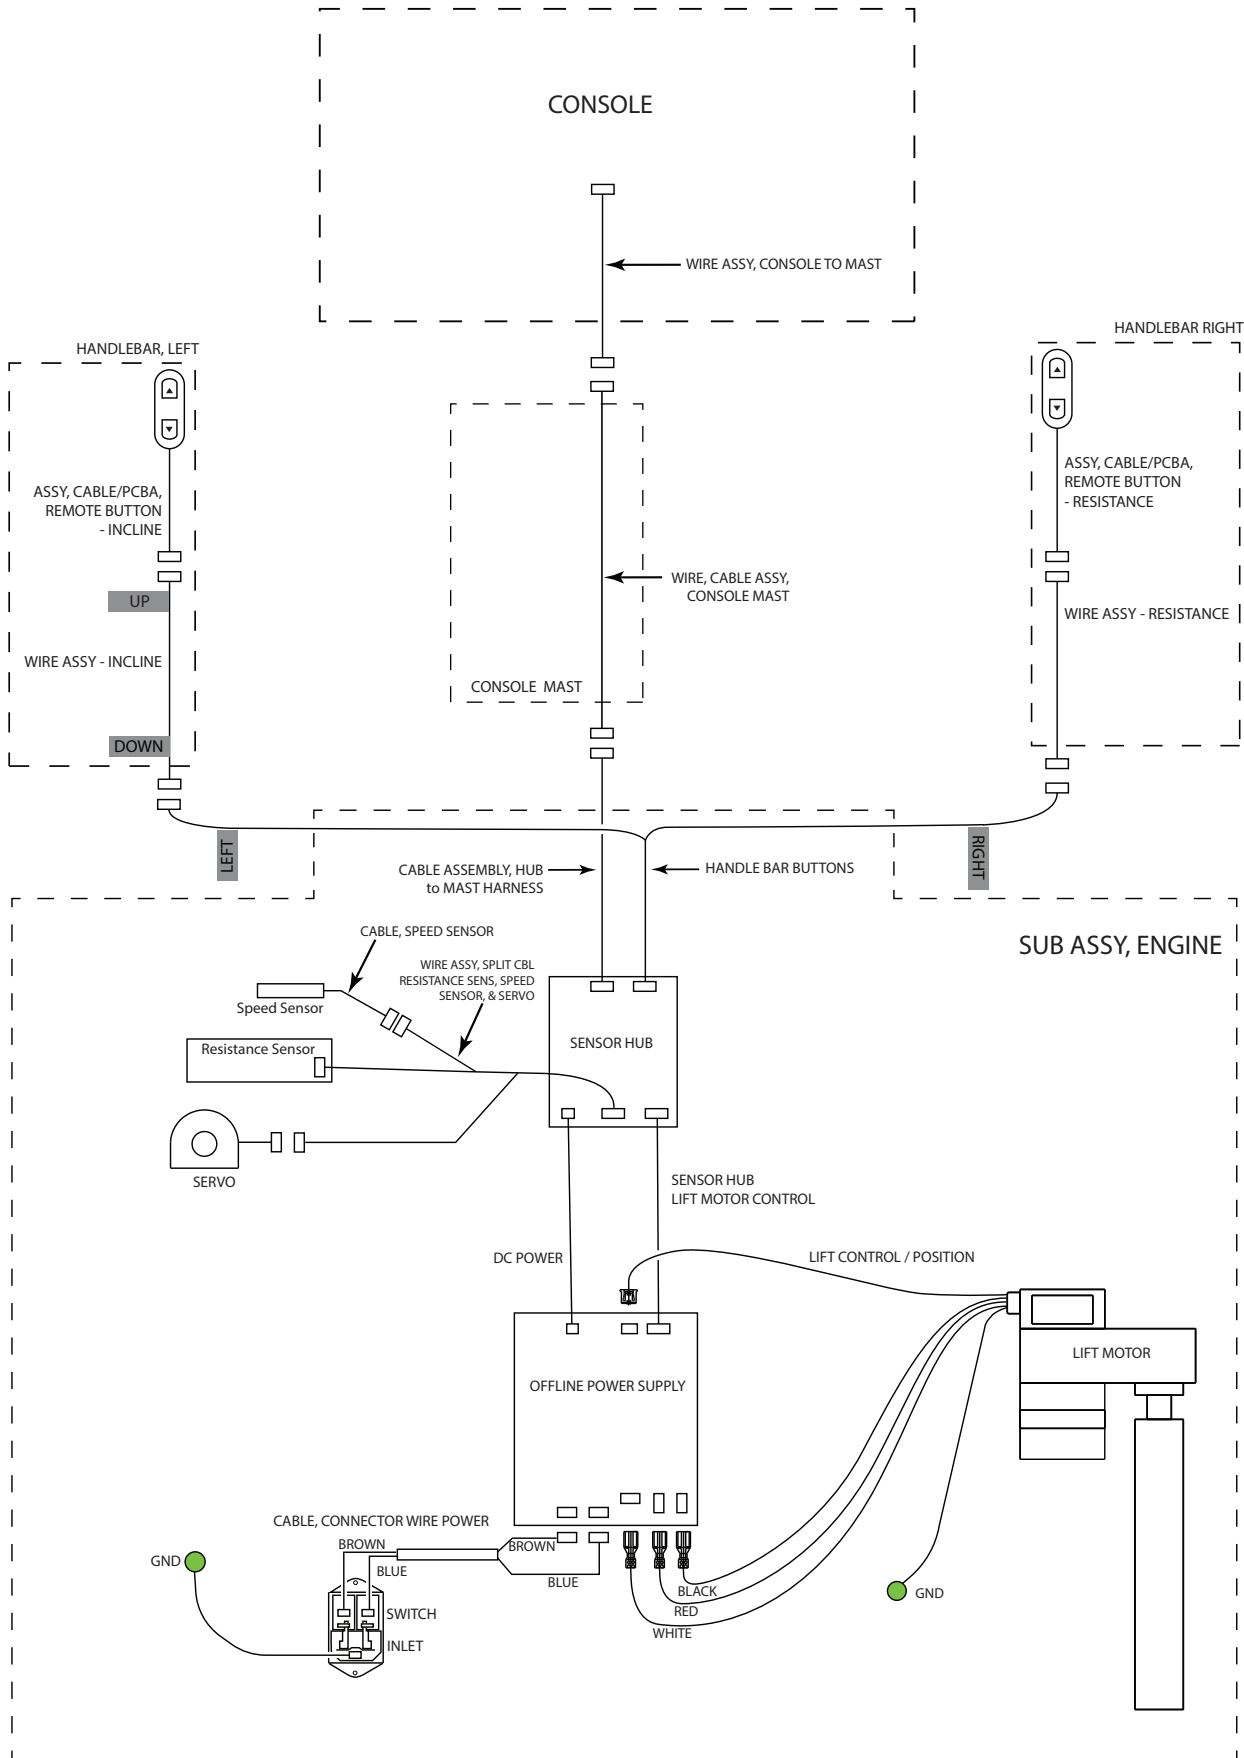 CONSOLE
WIRE ASSY, CONSOLE TO MAST
HANDLEBAR RIGHT
HANDLEBAR, LEFT
ASSY, CABLE/PCBA,
REMOTE BUTTON
- INCLINE
ASSY, CABLE/PCBA,
REMOTE BUTTON
- RESISTANCE
UP
WIRE, CABLE ASSY,
CONSOLE MAST
WIRE ASSY - RESISTANCE
WIRE ASSY - INCLINE
CONSOLE MAST
DOWN
LEFT
RIGHT
CABLE ASSEMBLY, HUB
to MAST HARNESS
HANDLE BAR BUTTONS
SUB ASSY, ENGINE
CABLE, SPEED SENSOR
WIRE ASSY, SPLIT CBL
RESISTANCE SENS, SPEED
SENSOR, & SERVO
Speed Sensor
Resistance Sensor
SENSOR HUB
SERVO
SENSOR HUB
LIFT MOTOR CONTROL
DC POWER
LIFT CONTROL / POSITION
LIFT MOTOR
OFFLINE POWER SUPPLY
CABLE, CONNECTOR WIRE POWER
BROWN
BROWN
GND
BLUE
BLUE
BLACK
GND
RED
WHITE
SWITCH
INLET